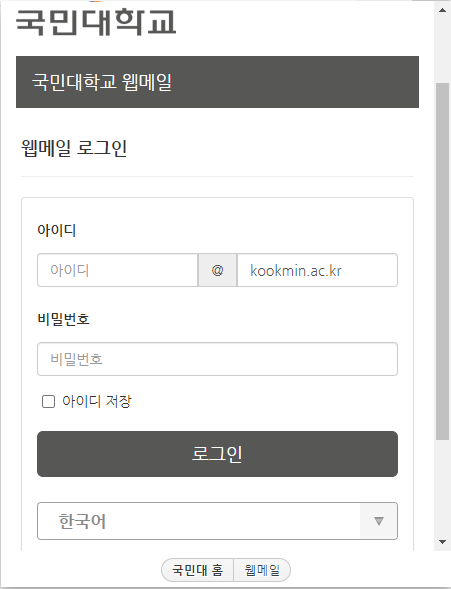 국민대학교
국민대학교 웹메일
웹메일 로그인
아이디
아이디 @ kookmin.ac.kr
비밀번호
비밀번호
아이디 저장
로그인
한국어
국민대 홈 웹메일